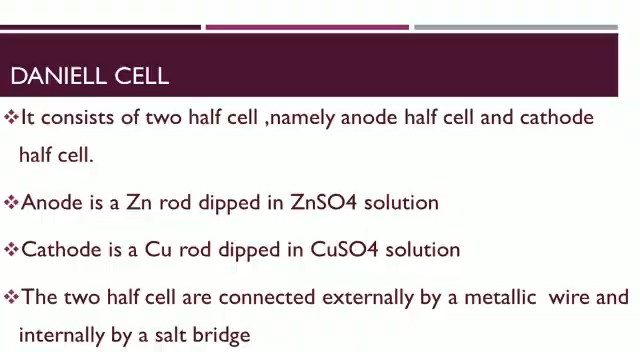 DANIELL CELL
❖It consists of two half cell ,namely anode half cell and cathode
half cell.
❖Anode is a Zn rod dipped in ZnSO4 solution
❖Cathode is a Cu rod dipped in CuSO4 solution
❖The two half cell are connected externally by a metallic wire and
internally by a salt bridge